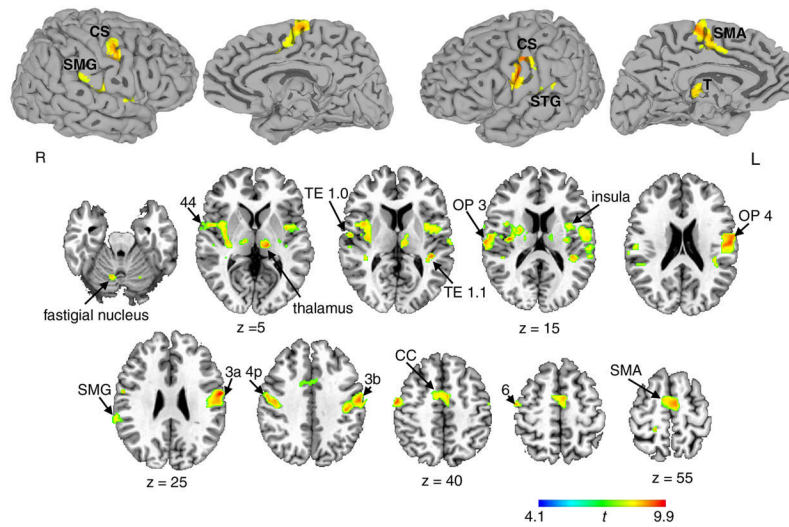 CS
SMG
CS
STG
SMA
T
R
L
44
TE 1.0
OP 3
insula
OP 4
fastigial nucleus
thalamus
TE 1.1
z =5
z = 15
SMG
3a
4p
3b
CC
6
SMA
z = 25
z = 40
z = 55
4.1
t
9.9